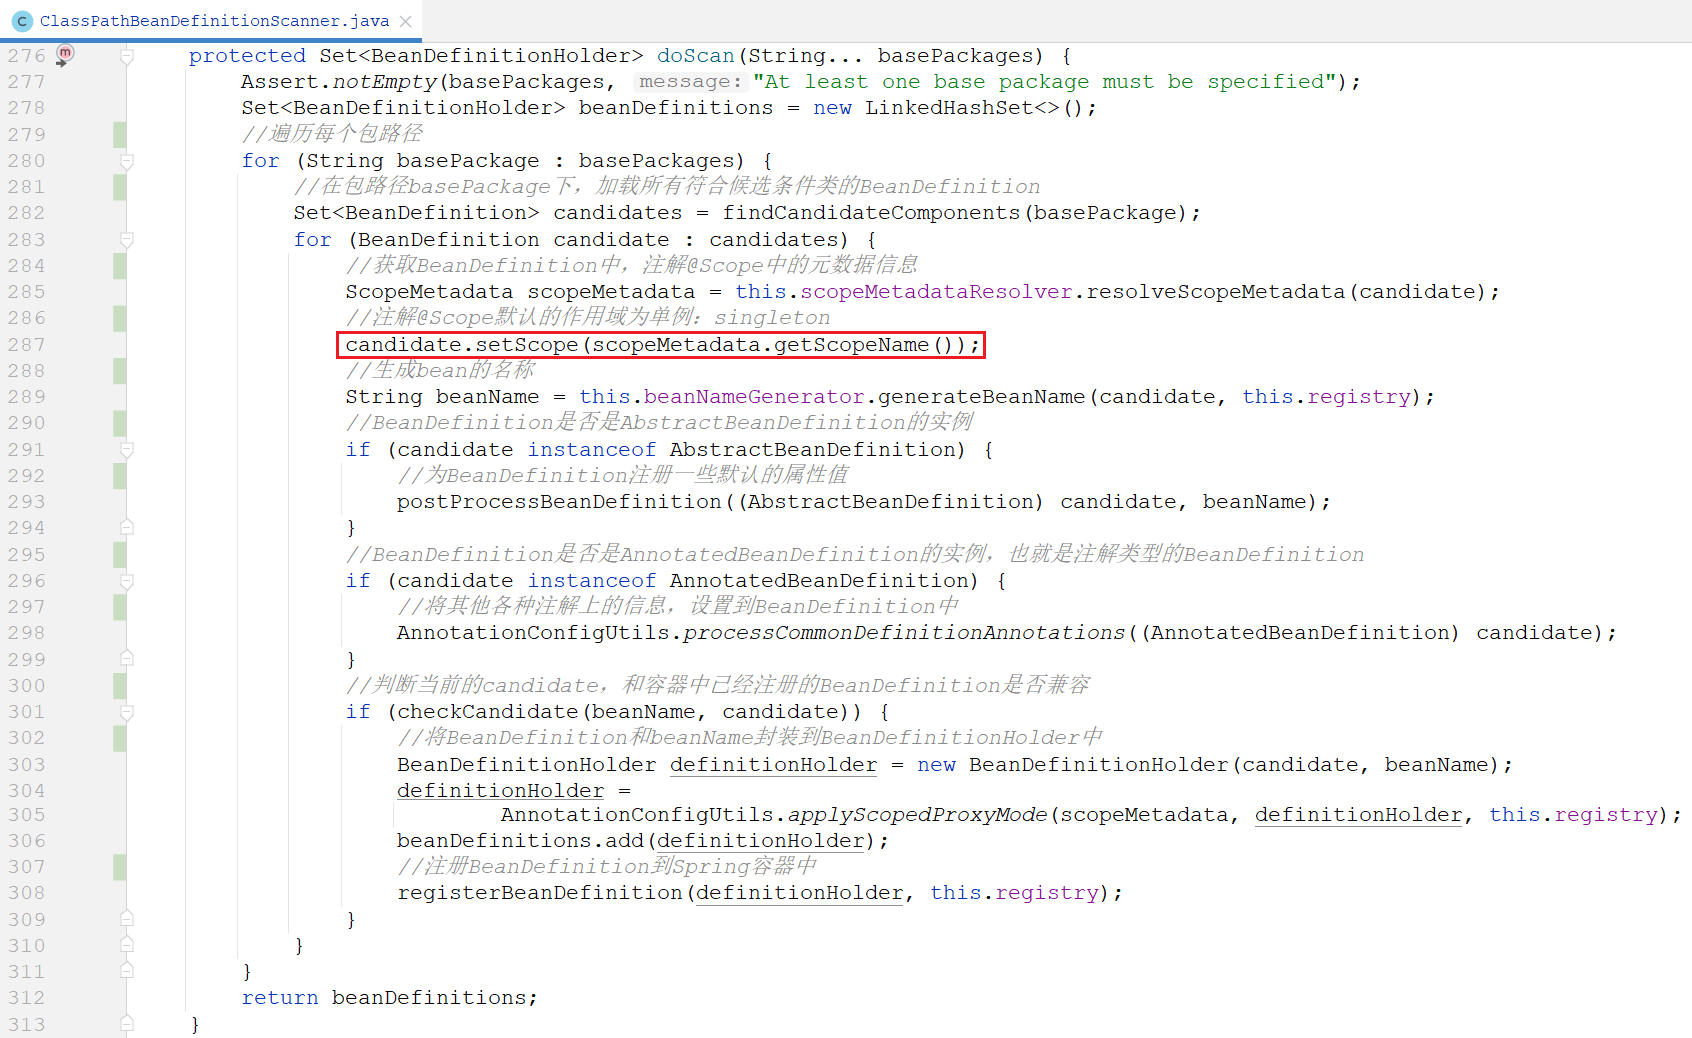 ClassPathBeanDefinitionScanner.java
276 protected Set<BeanDefinitionHolder> doScan(String... basePackages) {
277 Assert.notEmpty(basePackages, message: "At least one base package must be specified");
278 Set<BeanDefinitionHolder> beanDefinitions = new LinkedHashSet<>();
279 //遍历每个包路径
280 for (String basePackage : basePackages) {
281 //在包路径basePackage下，加载所有符合候选条件类的BeanDefinition
282 Set<BeanDefinition> candidates = findCandidateComponents(basePackage);
283 for (BeanDefinition candidate : candidates) {
284 //获取BeanDefinition中，注解@Scope中的元数据信息
285 ScopeMetadata scopeMetadata = this.scopeMetadataResolver.resolveScopeMetadata(candidate);
286 //注解@Scope默认的作用域为单例：singleton
287 candidate.setScope(scopeMetadata.getScopeName());
288 //生成bean的名称
289 String beanName = this.beanNameGenerator.generateBeanName(candidate, this.registry);
290 //BeanDefinition是否是AbstractBeanDefinition的实例
291 if (candidate instanceof AbstractBeanDefinition) {
292 //为BeanDefinition注册一些默认的属性值
293 postProcessBeanDefinition((AbstractBeanDefinition) candidate, beanName);
294 }
295 //BeanDefinition是否是AnnotatedBeanDefinition的实例，也就是注解类型的BeanDefinition
296 if (candidate instanceof AnnotatedBeanDefinition) {
297 //将其他各种注解上的信息，设置到BeanDefinition中
298 AnnotationConfigUtils.processCommonDefinitionAnnotations((AnnotatedBeanDefinition) candidate);
299 }
300 //判断当前的candidate，和容器中已经注册的BeanDefinition是否兼容
301 if (checkCandidate(beanName, candidate)) {
302 //将BeanDefinition和beanName封装到BeanDefinitionHolder中
303 BeanDefinitionHolder definitionHolder = new BeanDefinitionHolder(candidate, beanName);
304 definitionHolder =
305 AnnotationConfigUtils.applyScopedProxyMode(scopeMetadata, definitionHolder, this.registry);
306 beanDefinitions.add(definitionHolder);
307 //注册BeanDefinition到Spring容器中
308 registerBeanDefinition(definitionHolder, this.registry);
309 }
310 }
311 }
312 return beanDefinitions;
313 }